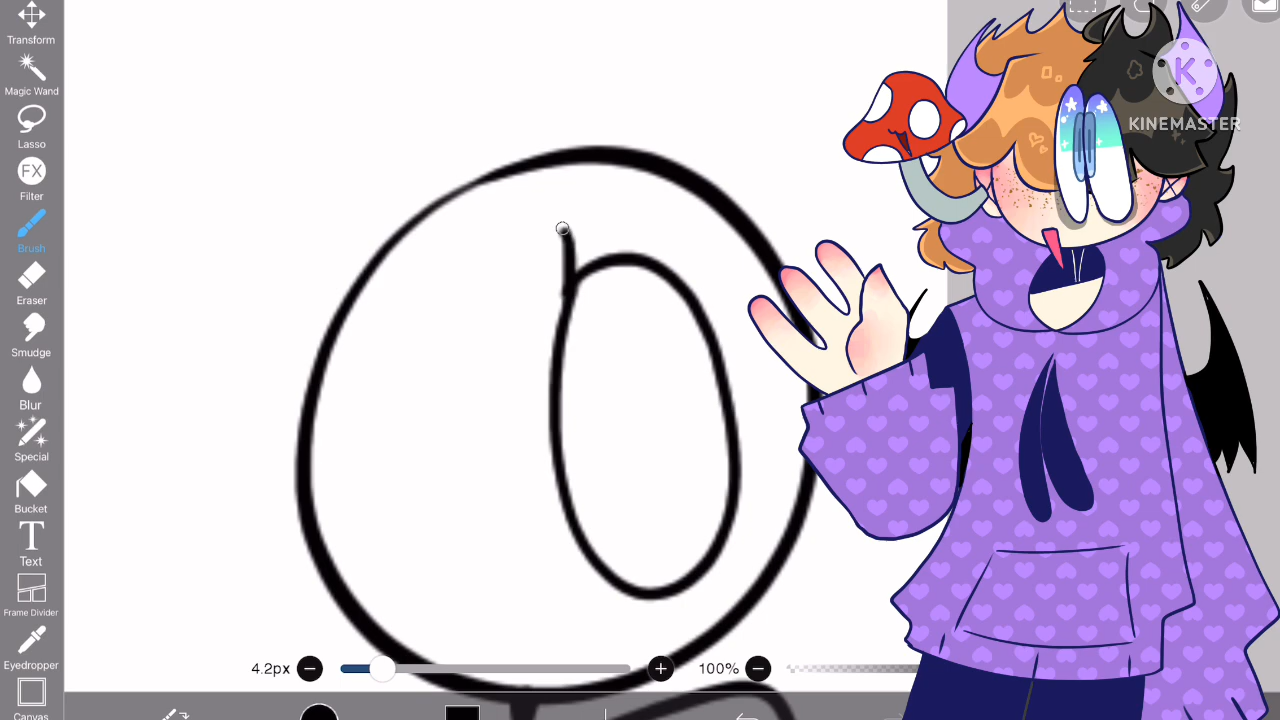 Transform
Magic Wand
Lasso
FX
Filter
Brush
Eraser
Smudge
Blur
Special
Bucket
T
Text
Frame Divider
Eyedropper
Canvas
4.2px
100%
K
KINEMASTER